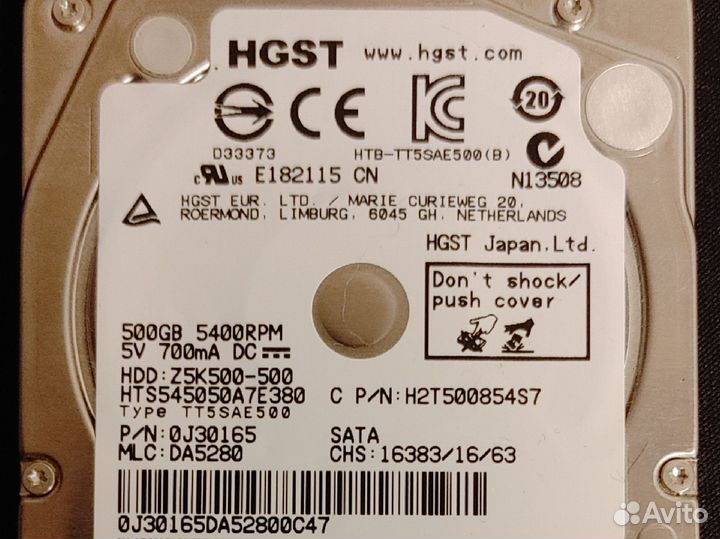 HGST www.hgst.com
CE
20
D33373 HTB-TT5SAE500(B)
c us E182115 CN N13508
HGST EUR. LTD. / MARIE CURIEWEG 20,
ROERMOND, LIMBURG, 6045 GH, NETHERLANDS
HGST Japan,Ltd.
Don't shock/
push cover
500GB 5400RPM
5V 700mA DC
HDD:Z5K500-500
HTS545050A7E380 C P/N:H2T500854S7
Type TT5SAE500
P/N:0J30165 SATA
MLC:DA5280 CHS:16383/16/63
0J30165DA52800C47
Avito